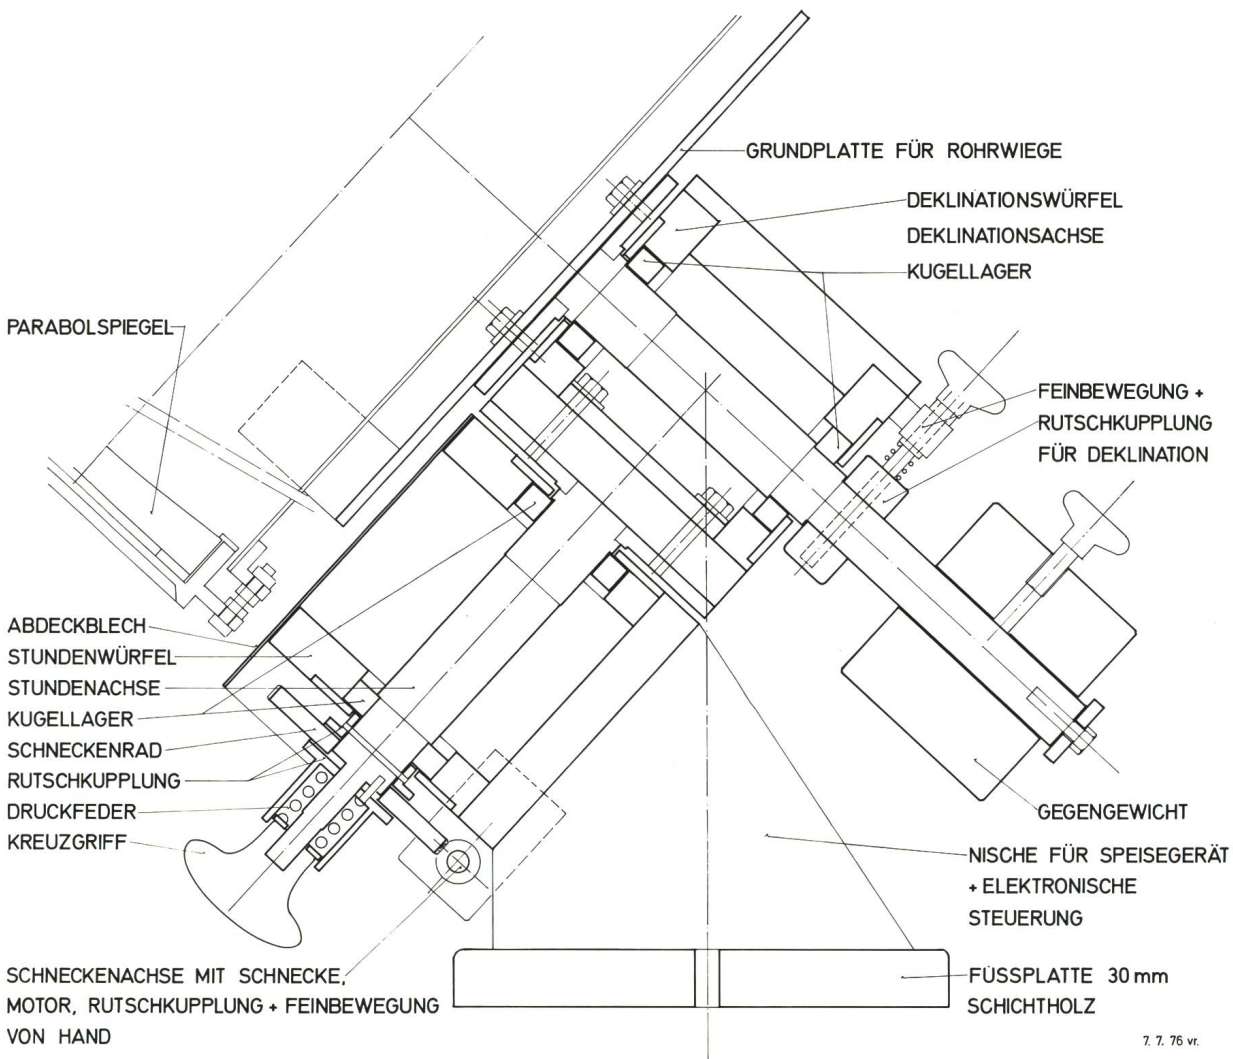 GRUNDPLATTE FÜR ROHRWIEGE
DEKLINATIONSWÜRFEL
DEKLINATIONSACHSE
KUGELLAGER
PARABOLSPIEGEL
FEINBEWEGUNG +
RUTSCHKUPPLUNG
FÜR DEKLINATION
ABDECKBLECH
STUNDENWÜRFEL
STUNDENACHSE
KUGELLAGER
SCHNECKENRAD
RUTSCHKUPPLUNG
DRUCKFEDER
KREUZGRIFF
GEGENGEWICHT
NISCHE FÜR SPEISEGERÄT
+ ELEKTRONISCHE
STEUERUNG
SCHNECKENACHSE MIT SCHNECKE,
MOTOR, RUTSCHKUPPLUNG + FEINBEWEGUNG
VON HAND
FÜSSPLATTE 30 mm
SCHICHTHOLZ
7. 7. 76 vr.